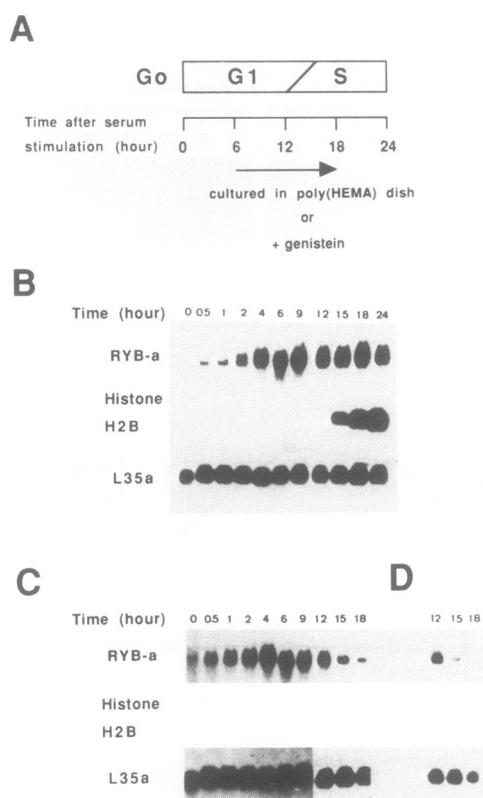 A
Go G1 S
Time after serum
stimulation (hour)
0 6 12 18 24
cultured in poly(HEMA) dish
or
+ genistein
B
Time (hour) 0 05 1 2 4 6 9 12 15 18 24
RYB-a
Histone
H2B
L35a
C D
Time (hour) 0 05 1 2 4 6 9 12 15 18 12 15 18
RYB-a
Histone
H2B
L35a